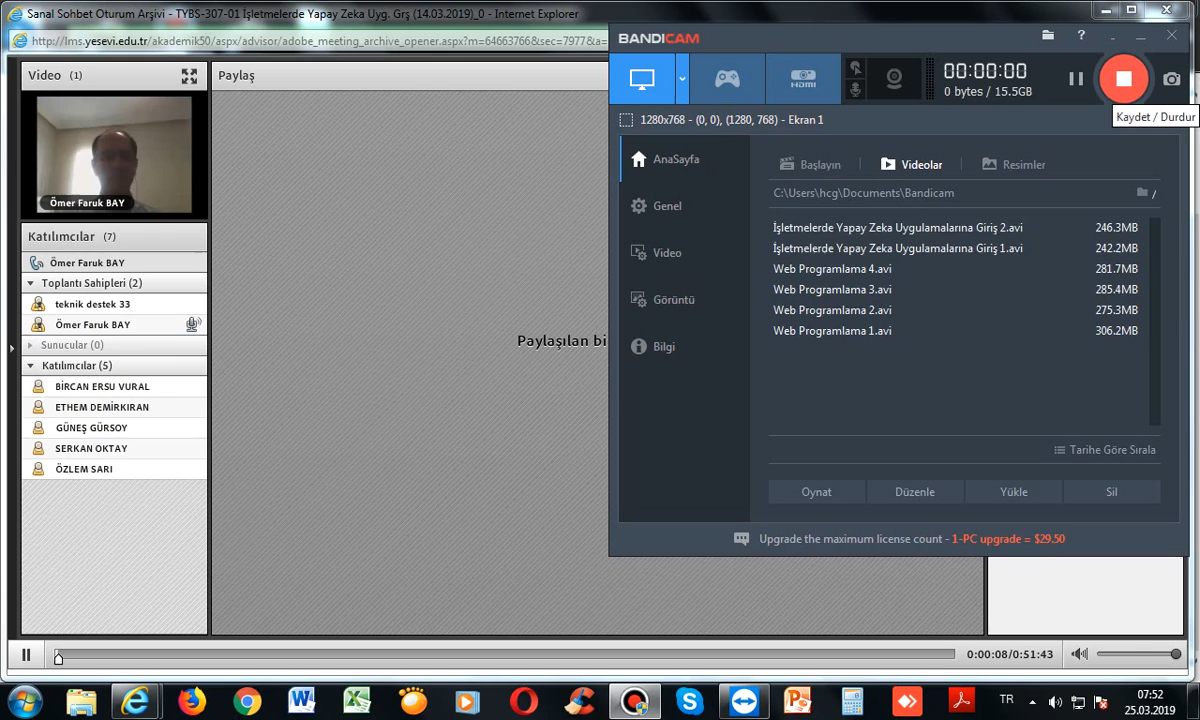 Sanal Sohbet Oturum Arşivi - TYBS-307-01 İşletmelerde Yapay Zeka Uyg. Grş (14.03.2019)_0 - Internet Explorer
http://lms.yesevi.edu.tr/akademik50/aspx/advisor/adobe_meeting_archive_opener.aspx?m=64663766&sec=7977&a=
Video (1)
Ömer Faruk BAY
Katılımcılar (7)
Ömer Faruk BAY
Toplantı Sahipleri (2)
teknik destek 33
Ömer Faruk BAY
Sunucular (0)
Katılımcılar (5)
BİRCAN ERSU VURAL
ETHEM DEMİRKIRAN
GÜNEŞ GÜRSOY
SERKAN OKTAY
ÖZLEM SARI
Paylaş
Paylaşılan bi
BANDICAM
?
HDMI
00:00:00
0 bytes / 15.5GB
Kaydet / Durdur
1280x768 - (0, 0), (1280, 768) - Ekran 1
AnaSayfa
Genel
Video
Görüntü
Bilgi
Başlayın
Videolar
Resimler
C:\Users\hcg\Documents\Bandicam
/
İşletmelerde Yapay Zeka Uygulamalarına Giriş 2.avi 246.3MB
İşletmelerde Yapay Zeka Uygulamalarına Giriş 1.avi 242.2MB
Web Programlama 4.avi 281.7MB
Web Programlama 3.avi 285.4MB
Web Programlama 2.avi 275.3MB
Web Programlama 1.avi 306.2MB
Tarihe Göre Sırala
Oynat Düzenle Yükle Sil
Upgrade the maximum license count - 1-PC upgrade = $29.50
0:00:08/0:51:43
TR
07:52
25.03.2019